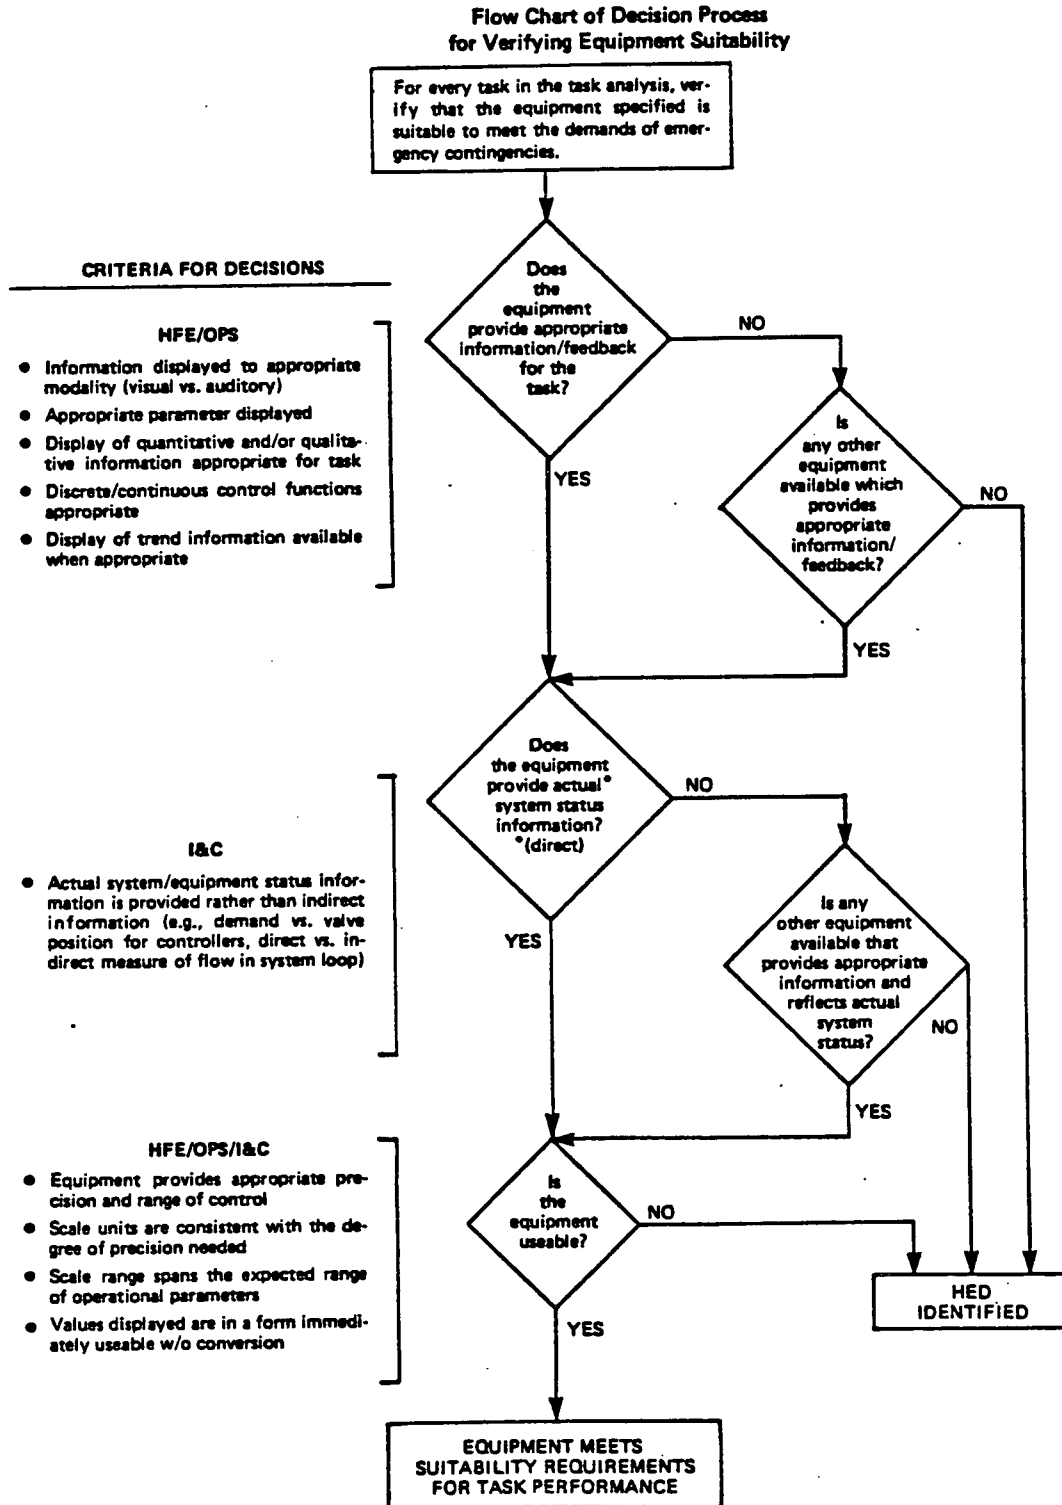 Flow Chart of Decision Process
for Verifying Equipment Suitability
For every task in the task analysis, ver-
ify that the equipment specified is
suitable to meet the demands of emer-
gency contingencies.
CRITERIA FOR DECISIONS
HFE/OPS
● Information displayed to appropriate
modality (visual vs. auditory)
● Appropriate parameter displayed
● Display of quantitative and/or qualita-
tive information appropriate for task
● Discrete/continuous control functions
appropriate
● Display of trend information available
when appropriate
Does
the
equipment
provide appropriate
information/feedback
for the
task?
NO
YES
Is
any other
equipment
available which
provides
appropriate
information/
feedback?
NO
YES
I&C
● Actual system/equipment status infor-
mation is provided rather than indirect
information (e.g., demand vs. valve
position for controllers, direct vs. in-
direct measure of flow in system loop)
Does
the equipment
provide actual*
system status
information?
*(direct)
NO
YES
Is any
other equipment
available that
provides appropriate
information and
reflects actual
system
status?
NO
YES
HFE/OPS/I&C
● Equipment provides appropriate pre-
cision and range of control
● Scale units are consistent with the de-
gree of precision needed
● Scale range spans the expected range
of operational parameters
● Values displayed are in a form immedi-
ately useable w/o conversion
Is
the
equipment
useable?
NO
YES
HED
IDENTIFIED
EQUIPMENT MEETS
SUITABILITY REQUIREMENTS
FOR TASK PERFORMANCE